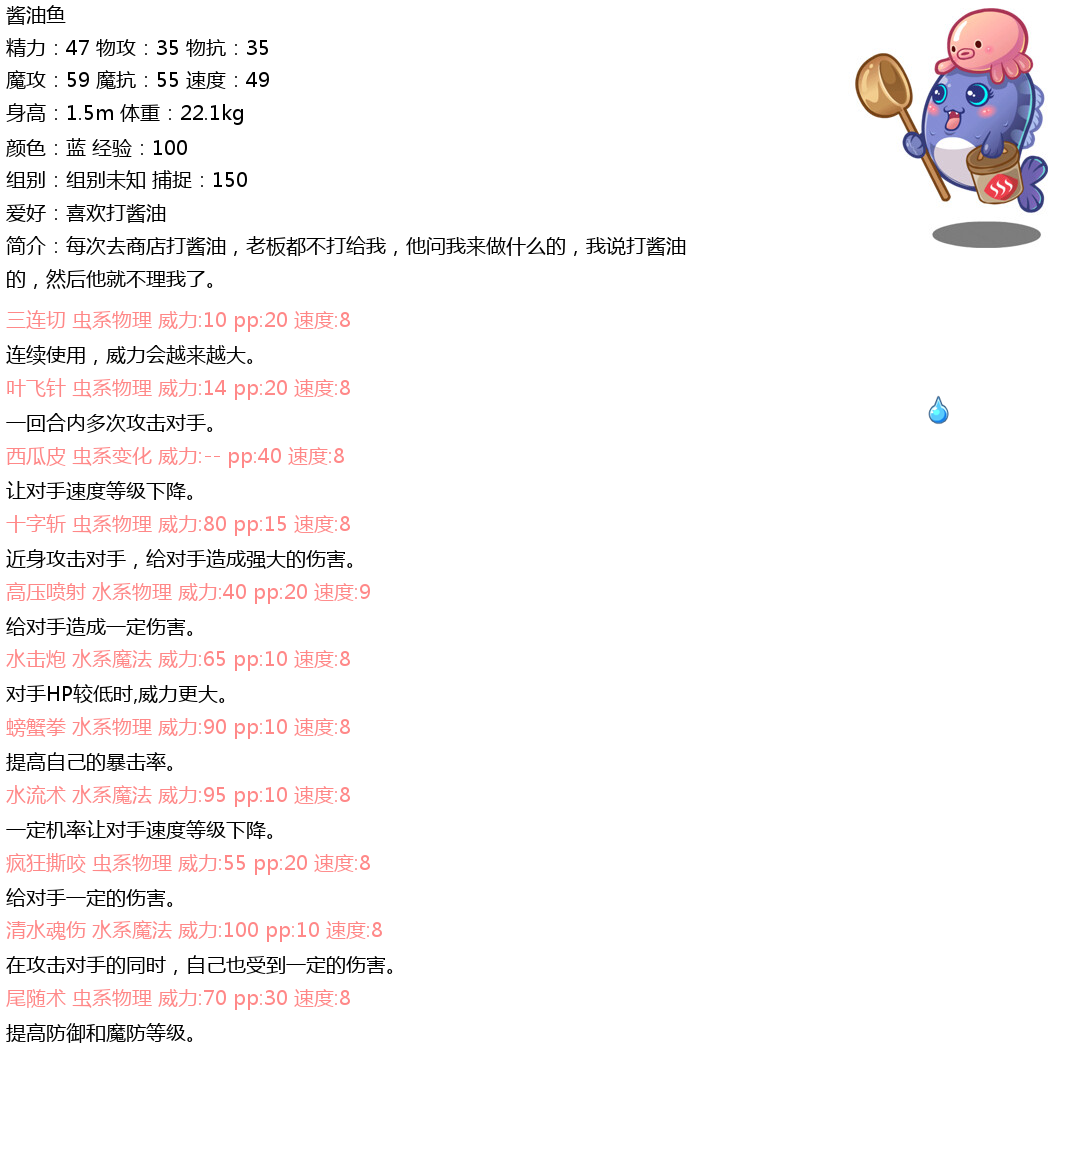 酱油鱼
精力：47 物攻：35 物抗：35
魔攻：59 魔抗：55 速度：49
身高：1.5m 体重：22.1kg
颜色：蓝 经验：100
组别：组别未知 捕捉：150
爱好：喜欢打酱油
简介：每次去商店打酱油，老板都不打给我，他问我来做什么的，我说打酱油
的，然后他就不理我了。
三连切 虫系物理 威力:10 pp:20 速度:8
连续使用，威力会越来越大。
叶飞针 虫系物理 威力:14 pp:20 速度:8
一回合内多次攻击对手。
西瓜皮 虫系变化 威力:-- pp:40 速度:8
让对手速度等级下降。
十字斩 虫系物理 威力:80 pp:15 速度:8
近身攻击对手，给对手造成强大的伤害。
高压喷射 水系物理 威力:40 pp:20 速度:9
给对手造成一定伤害。
水击炮 水系魔法 威力:65 pp:10 速度:8
对手HP较低时,威力更大。
螃蟹拳 水系物理 威力:90 pp:10 速度:8
提高自己的暴击率。
水流术 水系魔法 威力:95 pp:10 速度:8
一定机率让对手速度等级下降。
疯狂撕咬 虫系物理 威力:55 pp:20 速度:8
给对手一定的伤害。
清水魂伤 水系魔法 威力:100 pp:10 速度:8
在攻击对手的同时，自己也受到一定的伤害。
尾随术 虫系物理 威力:70 pp:30 速度:8
提高防御和魔防等级。